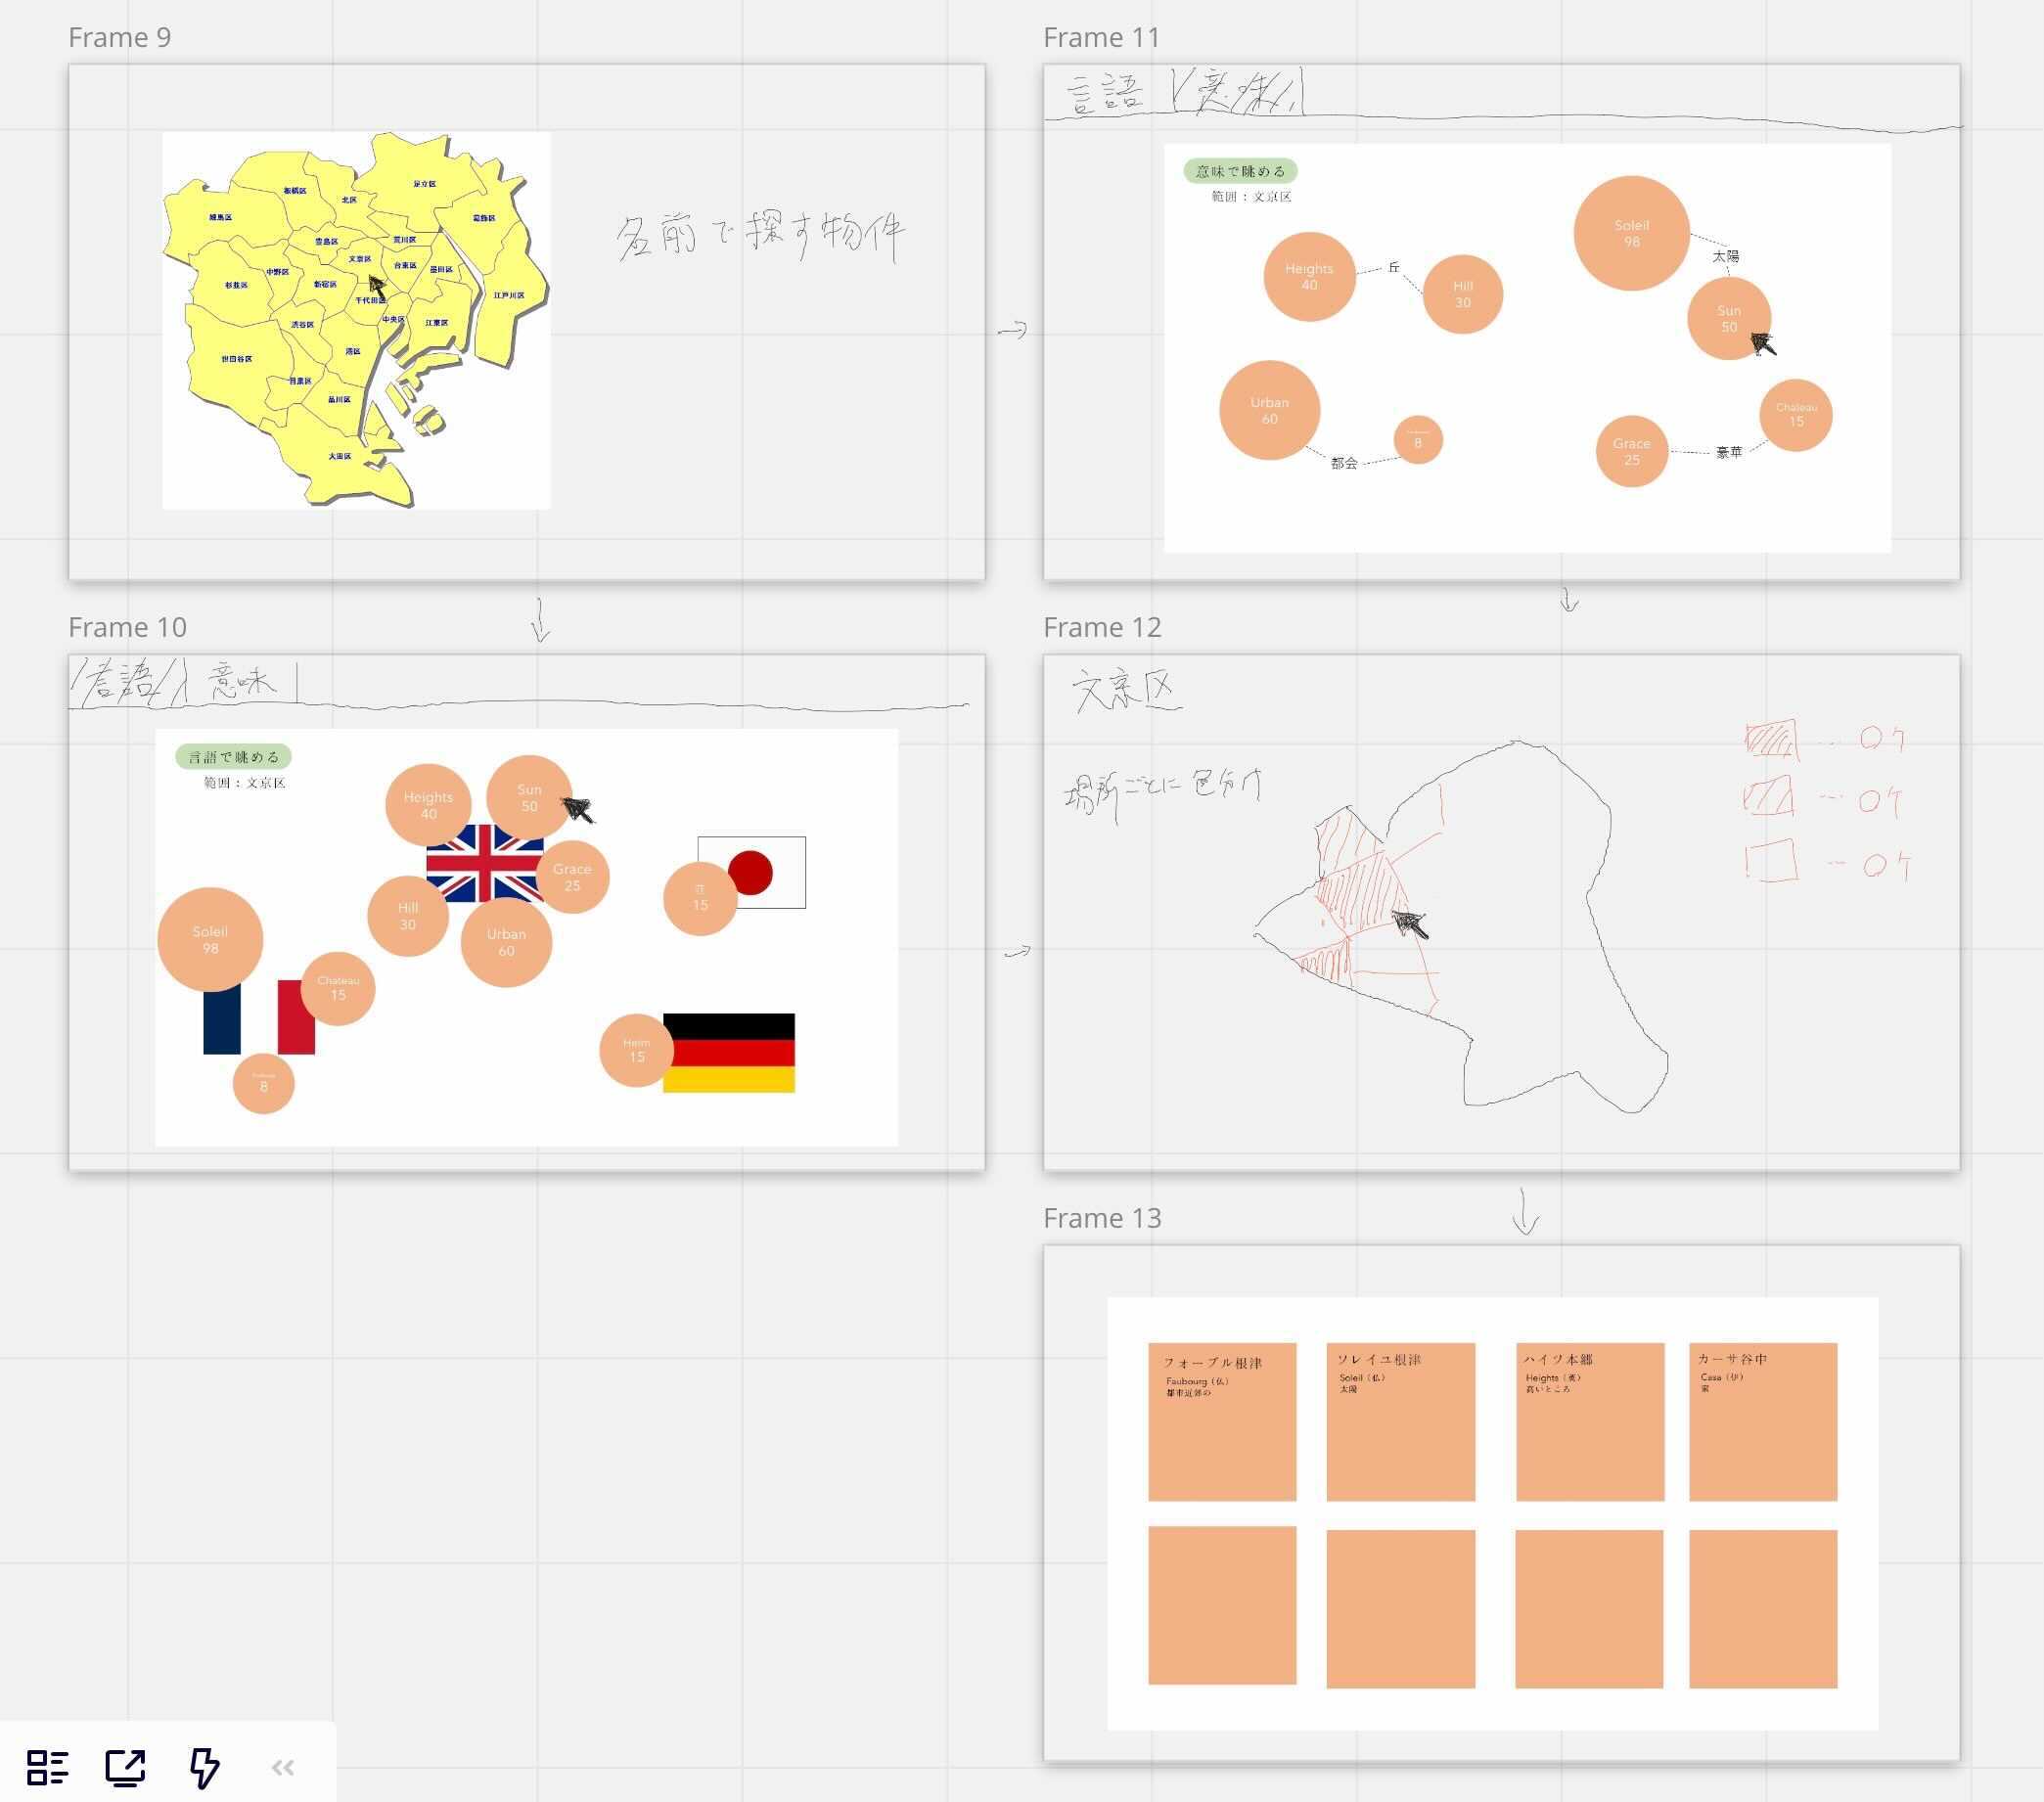 Frame 9
板橋区
足立区
北区
練馬区
葛飾区
豊島区
荒川区
文京区
台東区
墨田区
中野区
杉並区
新宿区
江戸川区
千代田区
中央区
江東区
渋谷区
港区
世田谷区
目黒区
品川区
大田区
名前で探す物件
Frame 11
言語 意味
意味で眺める
範囲：文京区
Soleil
98
太陽
Sun
50
Heights
40
丘
Hill
30
Urban
60
都会
8
Grace
25
豪華
Chateau
15
Frame 10
言語 意味
言語で眺める
範囲：文京区
Heights
40
Sun
50
Grace
25
Hill
30
Urban
60
15
Soleil
98
Chateau
15
8
Heim
15
Frame 12
文京区
場所ごとに色分け
… 0ケ
… 0ケ
… 0ケ
Frame 13
フォーブル根津
Faubourg（仏）
都市近郊の
ソレイユ根津
Soleil（仏）
太陽
ハイツ本郷
Heights（英）
高いところ
カーサ谷中
Casa（伊）
家